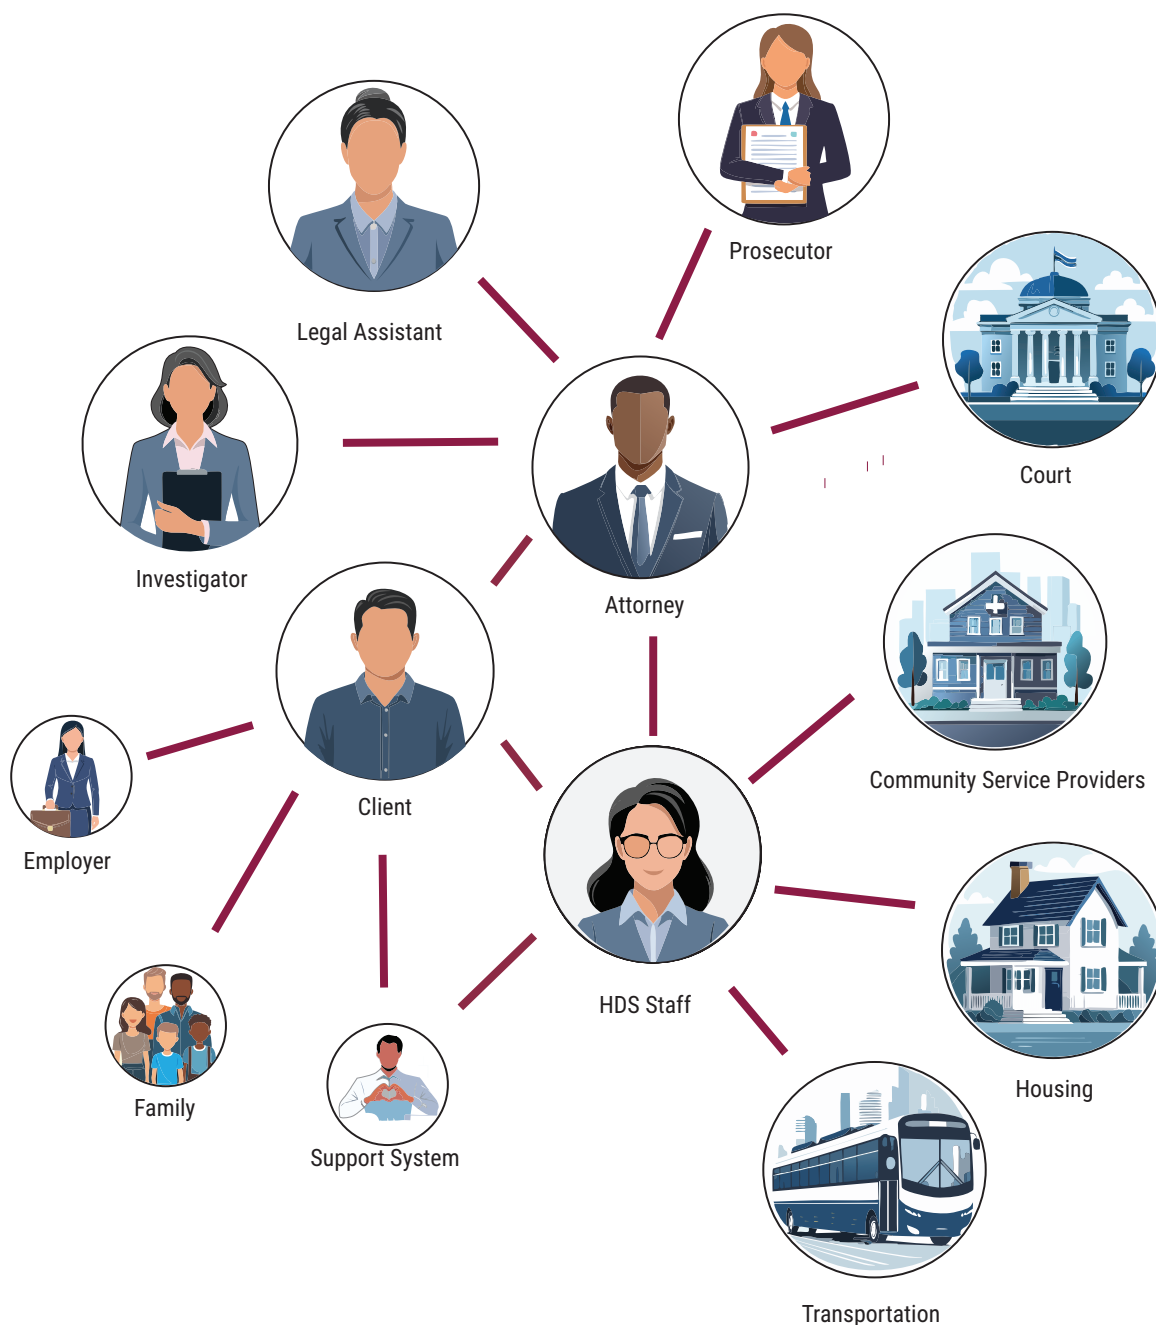 Prosecutor
Legal Assistant
Court
Investigator
Attorney
Community Service Providers
Client
Employer
HDS Staff
Housing
Family
Support System
Transportation